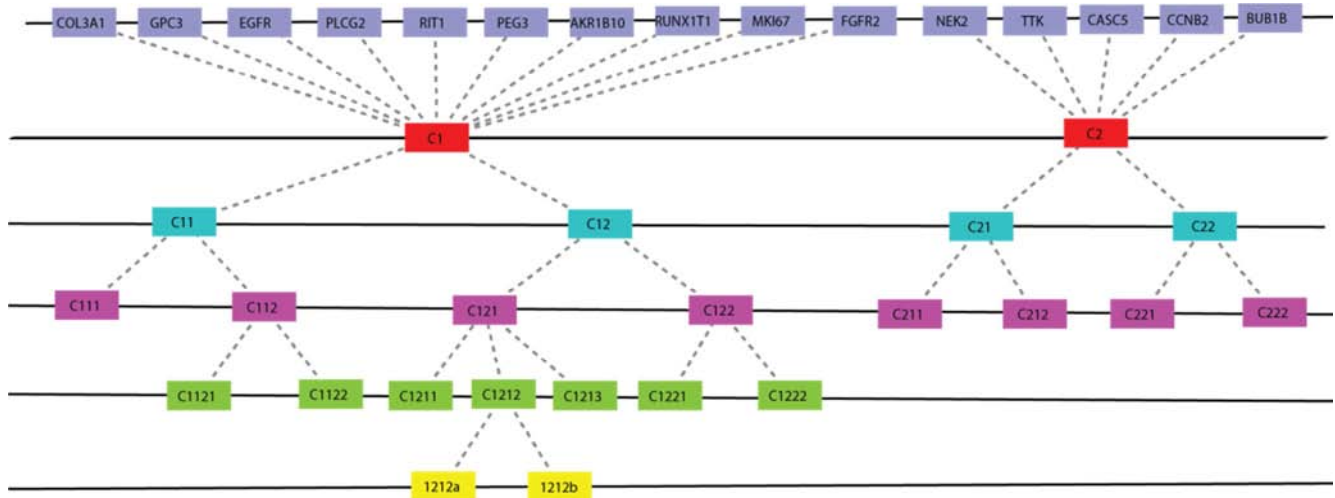 COL3A1 GPC3 EGFR PLCG2 RIT1 PEG3 AKR1B10 RUNX1T1 MKI67 FGFR2 NEK2 TTK CASC5 CCNB2 BUB1B
C1 C2
C11 C12 C21 C22
C111 C112 C121 C122 C211 C212 C221 C222
C1121 C1122 C1211 C1212 C1213 C1221 C1222
1212a 1212b